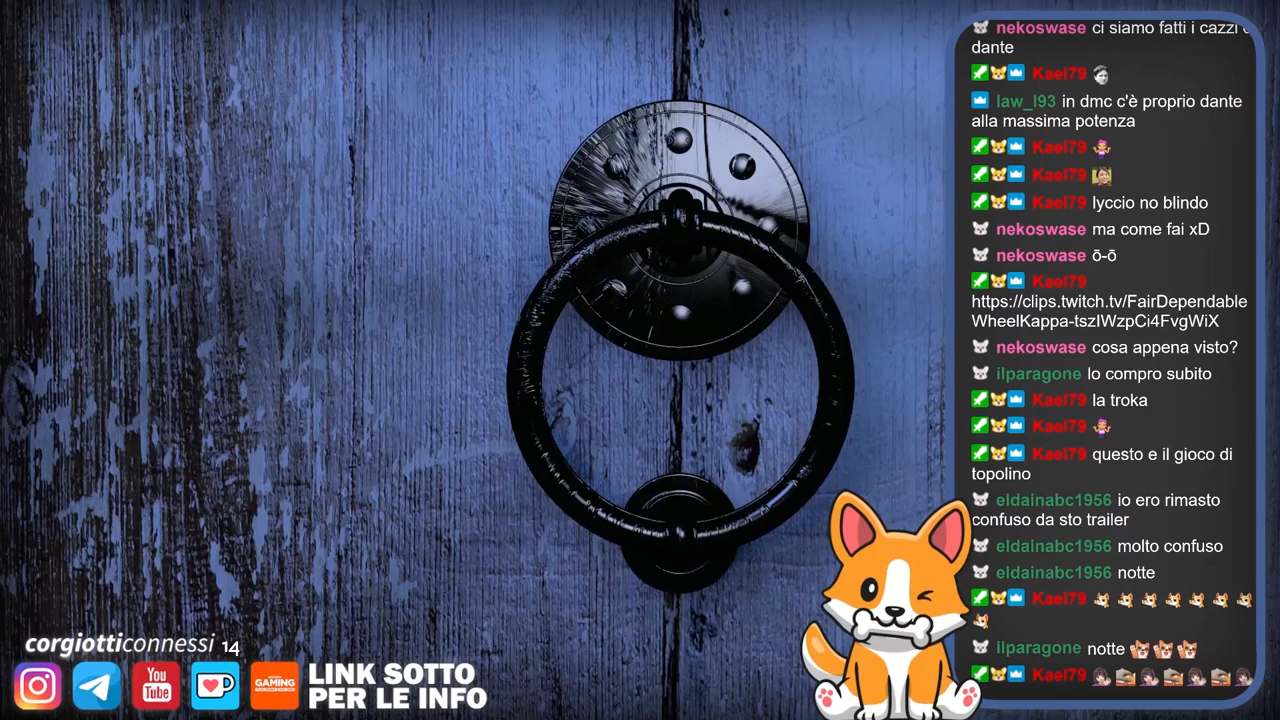 nekoswase ci siamo fatti i cazzi
dante
Kael79
law_l93 in dmc c'è proprio dante
alla massima potenza
Kael79
Kael79
Kael79 lyccio no blindo
nekoswase ma come fai xD
nekoswase ō-ō
Kael79
https://clips.twitch.tv/FairDependable
WheelKappa-tszIWzpCi4FvgWiX
nekoswase cosa appena visto?
ilparagone lo compro subito
Kael79 la troka
Kael79
Kael79 questo e il gioco di
topolino
eldainabc1956 io ero rimasto
confuso da sto trailer
eldainabc1956 molto confuso
eldainabc1956 notte
Kael79
ilparagone notte
Kael79
corgiotticonnessi 14
You
Tube
GAMING
LINK SOTTO
PER LE INFO